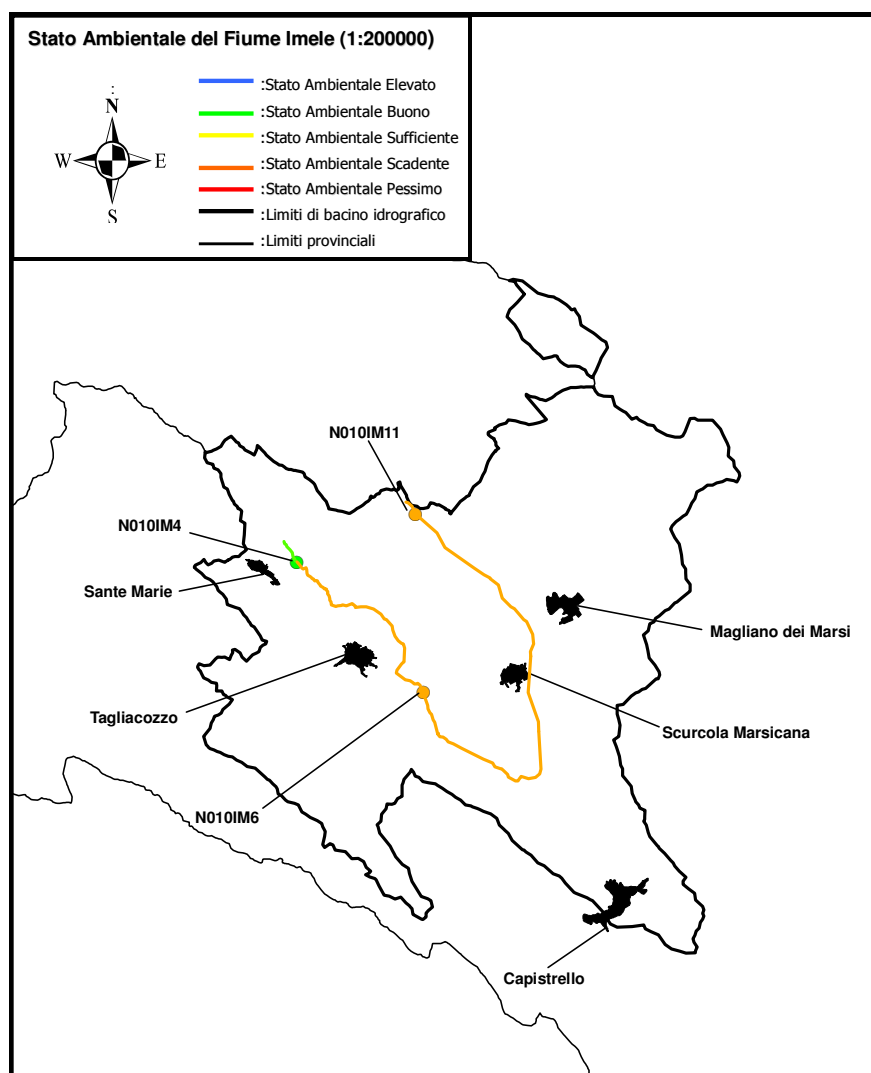 Stato Ambientale del Fiume Imele (1:200000)
:
N
W
E
S
:Stato Ambientale Elevato
:Stato Ambientale Buono
:Stato Ambientale Sufficiente
:Stato Ambientale Scadente
:Stato Ambientale Pessimo
:Limiti di bacino idrografico
:Limiti provinciali
N010IM11
N010IM4
Sante Marie
Magliano dei Marsi
Tagliacozzo
Scurcola Marsicana
N010IM6
Capistrello